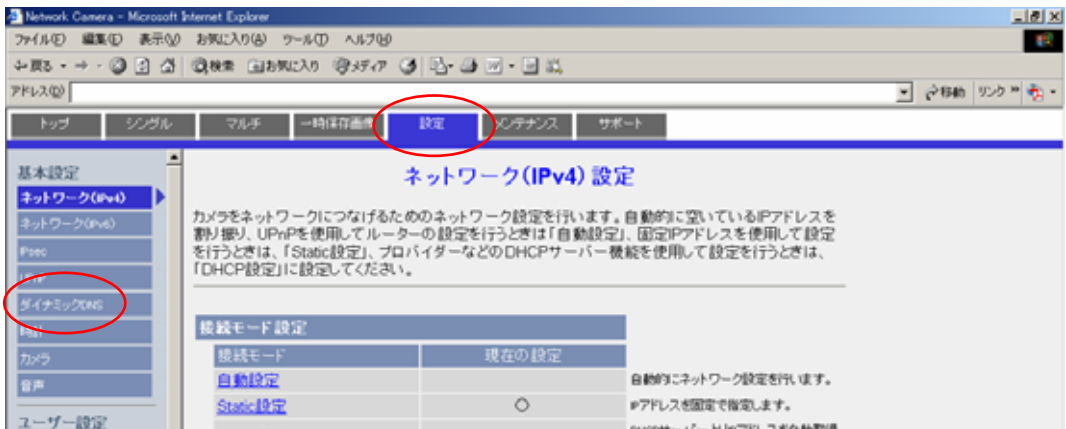 Network Camera - Microsoft Internet Explorer
ファイル(F) 編集(E) 表示(V) お気に入り(A) ツール(T) ヘルプ(H)
戻る 検索 お気に入り メディア
アドレス(D) 移動 リンク »
トップ シングル マルチ 一時保存画像 設定 メンテナンス サポート
基本設定
ネットワーク(IPv4)
ネットワーク(IPv6)
IPsec
UPnP
ダイナミックDNS
時計
カメラ
音声
ユーザー設定
ネットワーク(IPv4) 設定
カメラをネットワークにつなげるためのネットワーク設定を行います。自動的に空いているIPアドレスを
割り振り、UPnPを使用してルーターの設定を行うときは「自動設定」、固定IPアドレスを使用して設定
を行うときは、「Static設定」、プロバイダーなどのDHCPサーバー機能を使用して設定を行うときは、
「DHCP設定」に設定してください。
接続モード設定
接続モード 現在の設定
自動設定 自動的にネットワーク設定を行います。
Static設定 ○ IPアドレスを固定で指定します。